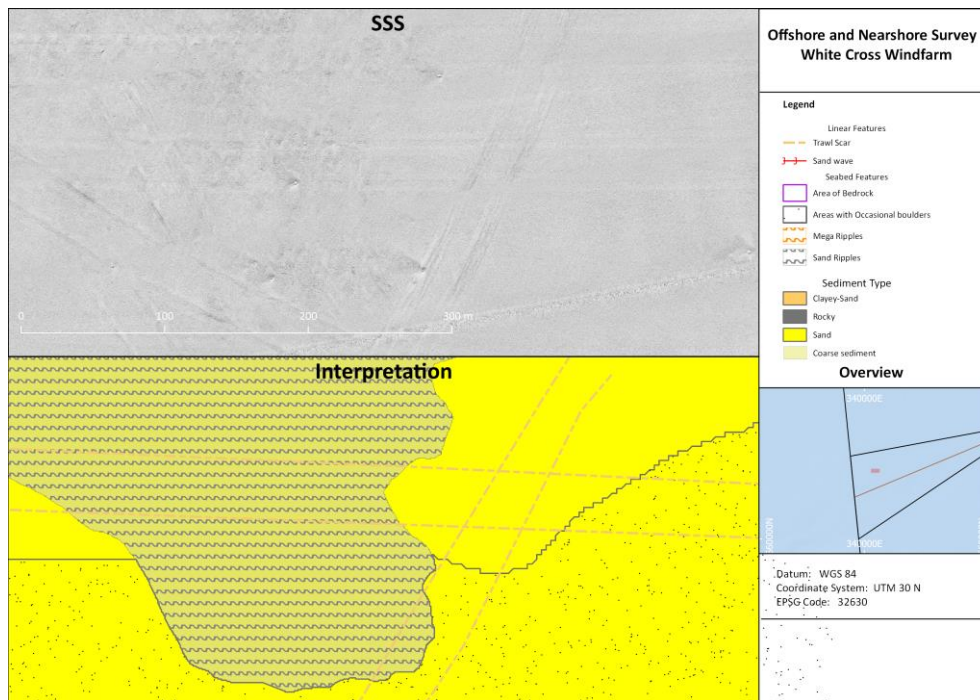 SSS
0
100
200
300 m
Interpretation
Offshore and Nearshore Survey
White Cross Windfarm
Legend
Linear Features
Trawl Scar
Sand wave
Seabed Features
Area of Bedrock
Areas with Occasional boulders
Mega Ripples
Sand Ripples
Sediment Type
Clayey-Sand
Rocky
Sand
Coarse sediment
Overview
340000E
340000E
Datum: WGS 84
Coordinate System: UTM 30 N
EPSG Code: 32630